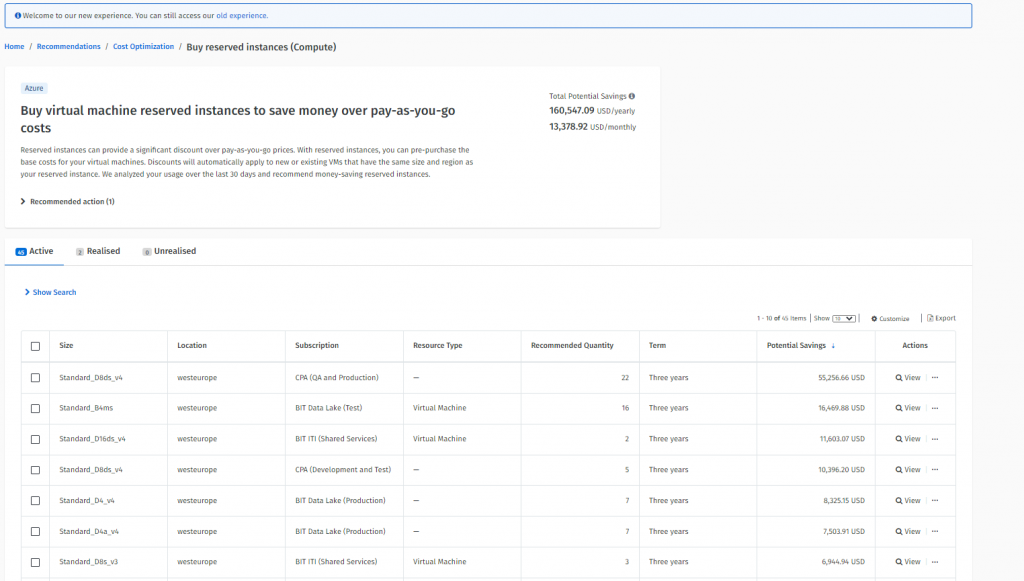 Welcome to our new experience. You can still access our old experience.
Home / Recommendations / Cost Optimization / Buy reserved instances (Compute)
Azure
Buy virtual machine reserved instances to save money over pay-as-you-go
costs
Total Potential Savings
160,547.09 USD/yearly
13,378.92 USD/monthly
Reserved instances can provide a significant discount over pay-as-you-go prices. With reserved instances, you can pre-purchase the
base costs for your virtual machines. Discounts will automatically apply to new or existing VMs that have the same size and region as
your reserved instance. We analyzed your usage over the last 30 days and recommend money-saving reserved instances.
Recommended action (1)
45 Active 2 Realised 0 Unrealised
Show Search
1 - 10 of 45 Items | Show 10 | Customize | Export
Size Location Subscription Resource Type Recommended Quantity Term Potential Savings ↓ Actions
Standard_D8ds_v4 westeurope CPA (QA and Production) — 22 Three years 55,256.66 USD View ...
Standard_B4ms westeurope BIT Data Lake (Test) Virtual Machine 16 Three years 16,469.88 USD View ...
Standard_D16ds_v4 westeurope BIT ITI (Shared Services) Virtual Machine 2 Three years 11,603.07 USD View ...
Standard_D8ds_v4 westeurope CPA (Development and Test) — 5 Three years 10,396.20 USD View ...
Standard_D4_v4 westeurope BIT Data Lake (Production) — 7 Three years 8,325.15 USD View ...
Standard_D4a_v4 westeurope BIT Data Lake (Production) — 7 Three years 7,503.91 USD View ...
Standard_D8s_v3 westeurope BIT ITI (Shared Services) Virtual Machine 3 Three years 6,944.94 USD View ...